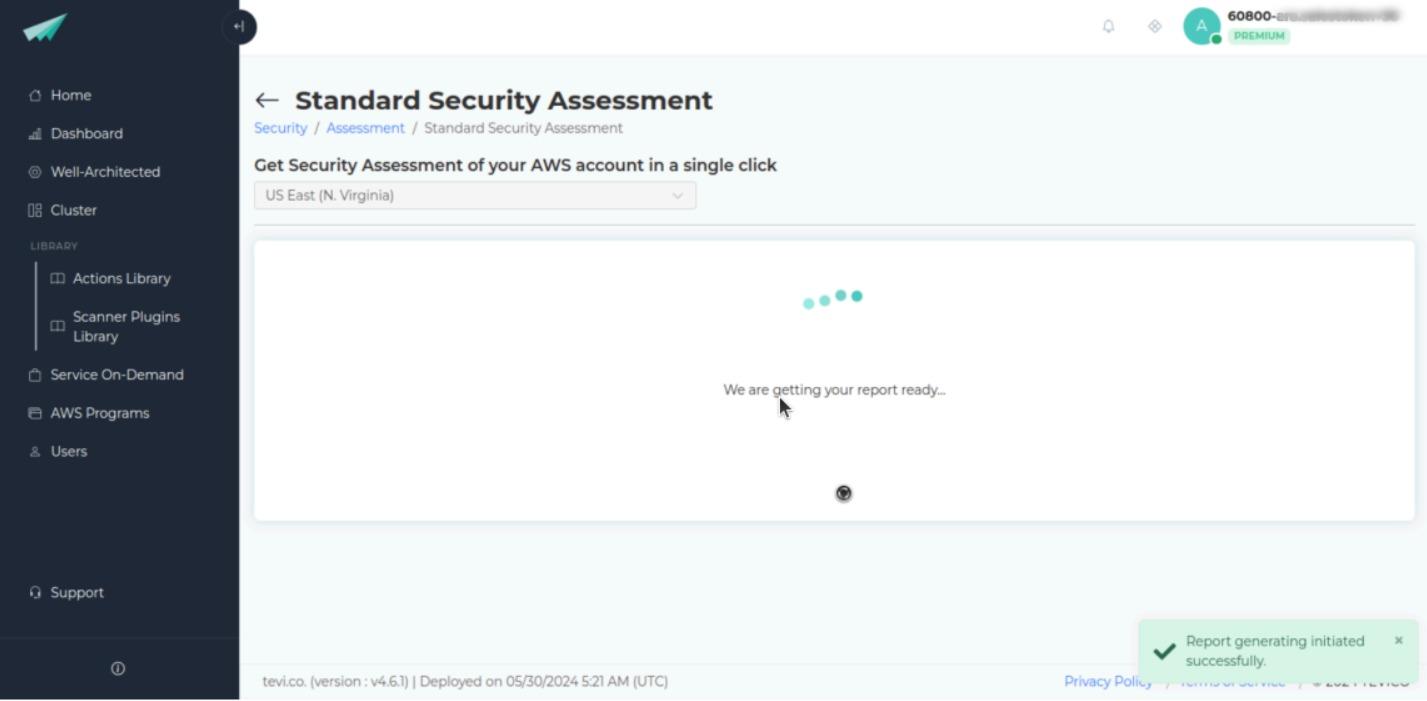 60800-
A
PREMIUM
Home
Dashboard
Well-Architected
Cluster
LIBRARY
Actions Library
Scanner Plugins
Library
Service On-Demand
AWS Programs
Users
Support
Standard Security Assessment
Security / Assessment / Standard Security Assessment
Get Security Assessment of your AWS account in a single click
US East (N. Virginia)
We are getting your report ready...
Report generating initiated
successfully.
tevi.co. (version : v4.6.1) | Deployed on 05/30/2024 5:21 AM (UTC)
Privacy Policy